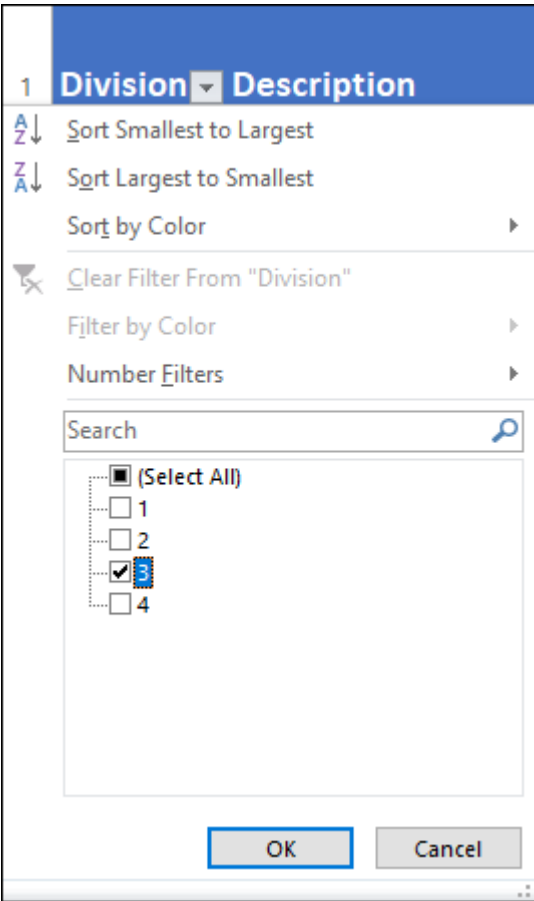 1 Division Description
Sort Smallest to Largest
Sort Largest to Smallest
Sort by Color
Clear Filter From "Division"
Filter by Color
Number Filters
Search
(Select All)
1
2
3
4
OK Cancel